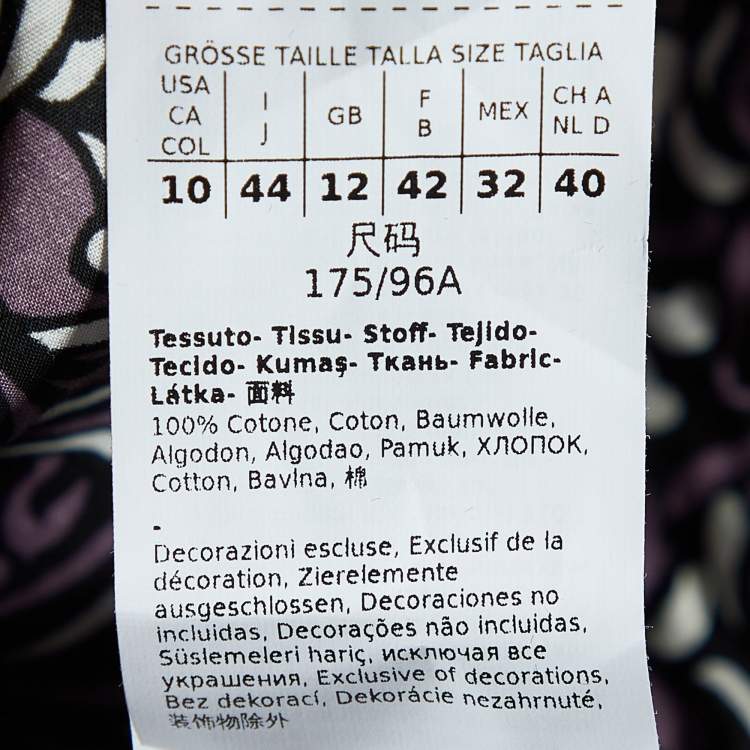 GRÖSSE TAILLE TALLA SIZE TAGLIA
USA CA COL | I J | GB | F B | MEX | CH A NL D
10 | 44 | 12 | 42 | 32 | 40
尺码
175/96A
Tessuto- Tissu- Stoff- Tejido-
Tecido- Kumaş- Ткань- Fabric-
Látka- 面料
100% Cotone, Coton, Baumwolle,
Algodon, Algodao, Pamuk, ХЛОПОК,
Cotton, Bavlna, 棉
-
Decorazioni escluse, Exclusif de la
décoration, Zierelemente
ausgeschlossen, Decoraciones no
incluidas, Decorações não incluidas,
Süslemeleri hariç, исключая все
украшения, Exclusive of decorations,
Bez dekorací, Dekorácie nezahrnuté,
装饰物除外